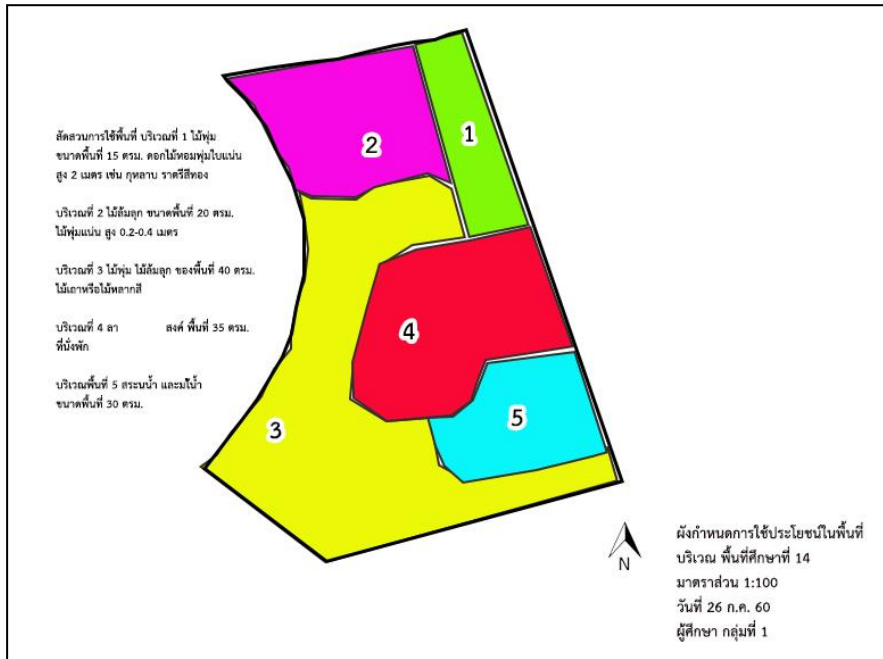 สัดสวนการใช้พื้นที่ บริเวณที่ 1 ไม้พุ่ม
ขนาดพื้นที่ 15 ตรม. ดอกไม้หอมพุ่มใบแน่น
สูง 2 เมตร เช่น กุหลาบ ราตรีสีทอง
บริเวณที่ 2 ไม้ล้มลุก ขนาดพื้นที่ 20 ตรม.
ไม้พุ่มแน่น สูง 0.2-0.4 เมตร
บริเวณที่ 3 ไม้พุ่ม ไม้ล้มลุก ของพื้นที่ 40 ตรม.
ไม้เถาหรือไม้หลากสี
บริเวณที่ 4 ลา สงค์ พื้นที่ 35 ตรม.
ที่นั่งพัก
บริเวณพื้นที่ 5 และ
ขนาดพื้นที่ 30 ตรม.
1
2
3
4
5
N
ผังกำหนดการใช้ประโยชน์ในพื้นที่
บริเวณ พื้นที่ศึกษาที่ 14
มาตราส่วน 1:100
วันที่ 26 ก.ค. 60
ผู้ศึกษา กลุ่มที่ 1